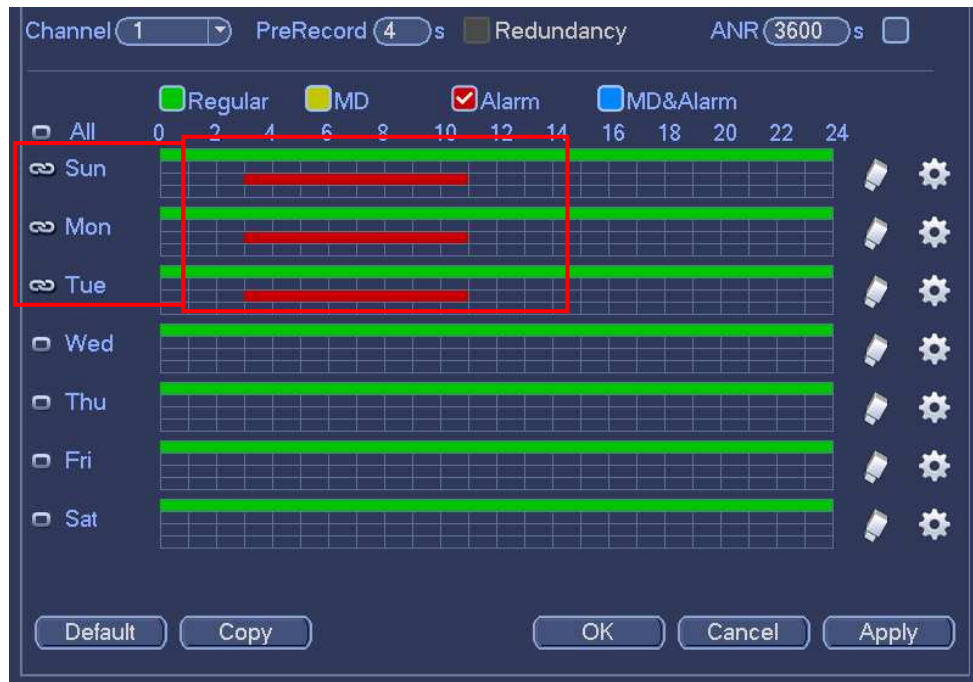 Channel 1 PreRecord 4 s Redundancy ANR 3600 s
Regular MD Alarm MD&Alarm
All 0 2 4 6 8 10 12 14 16 18 20 22 24
Sun
Mon
Tue
Wed
Thu
Fri
Sat
Default Copy OK Cancel Apply